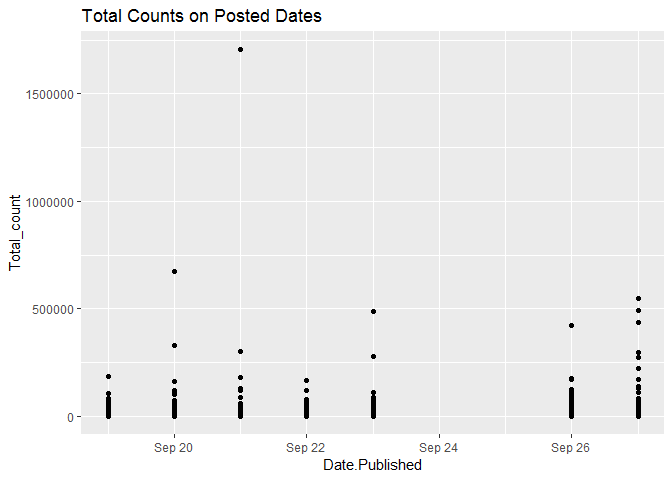 Total Counts on Posted Dates
1500000
1000000
500000
0
Total_count
Sep 20
Sep 22
Sep 24
Sep 26
Date.Published